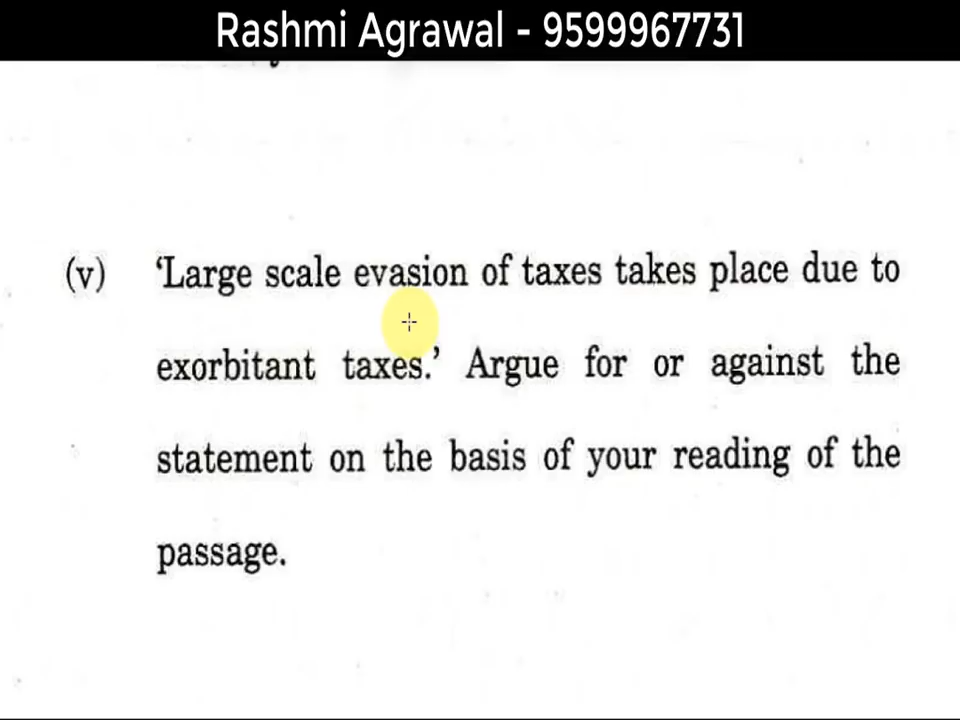 Rashmi Agrawal - 9599967731
(v) ‘Large scale evasion of taxes takes place due to
exorbitant taxes.’ Argue for or against the
statement on the basis of your reading of the
passage.